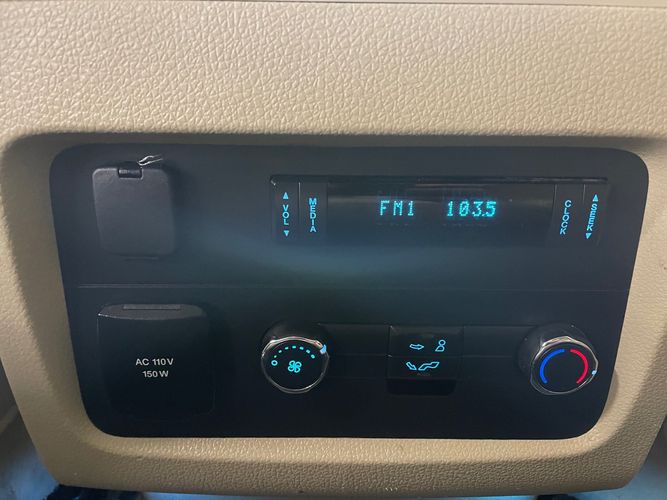 VOL
MEDIA
FM1 103.5
CLOCK
SEEK
AC 110V
150W